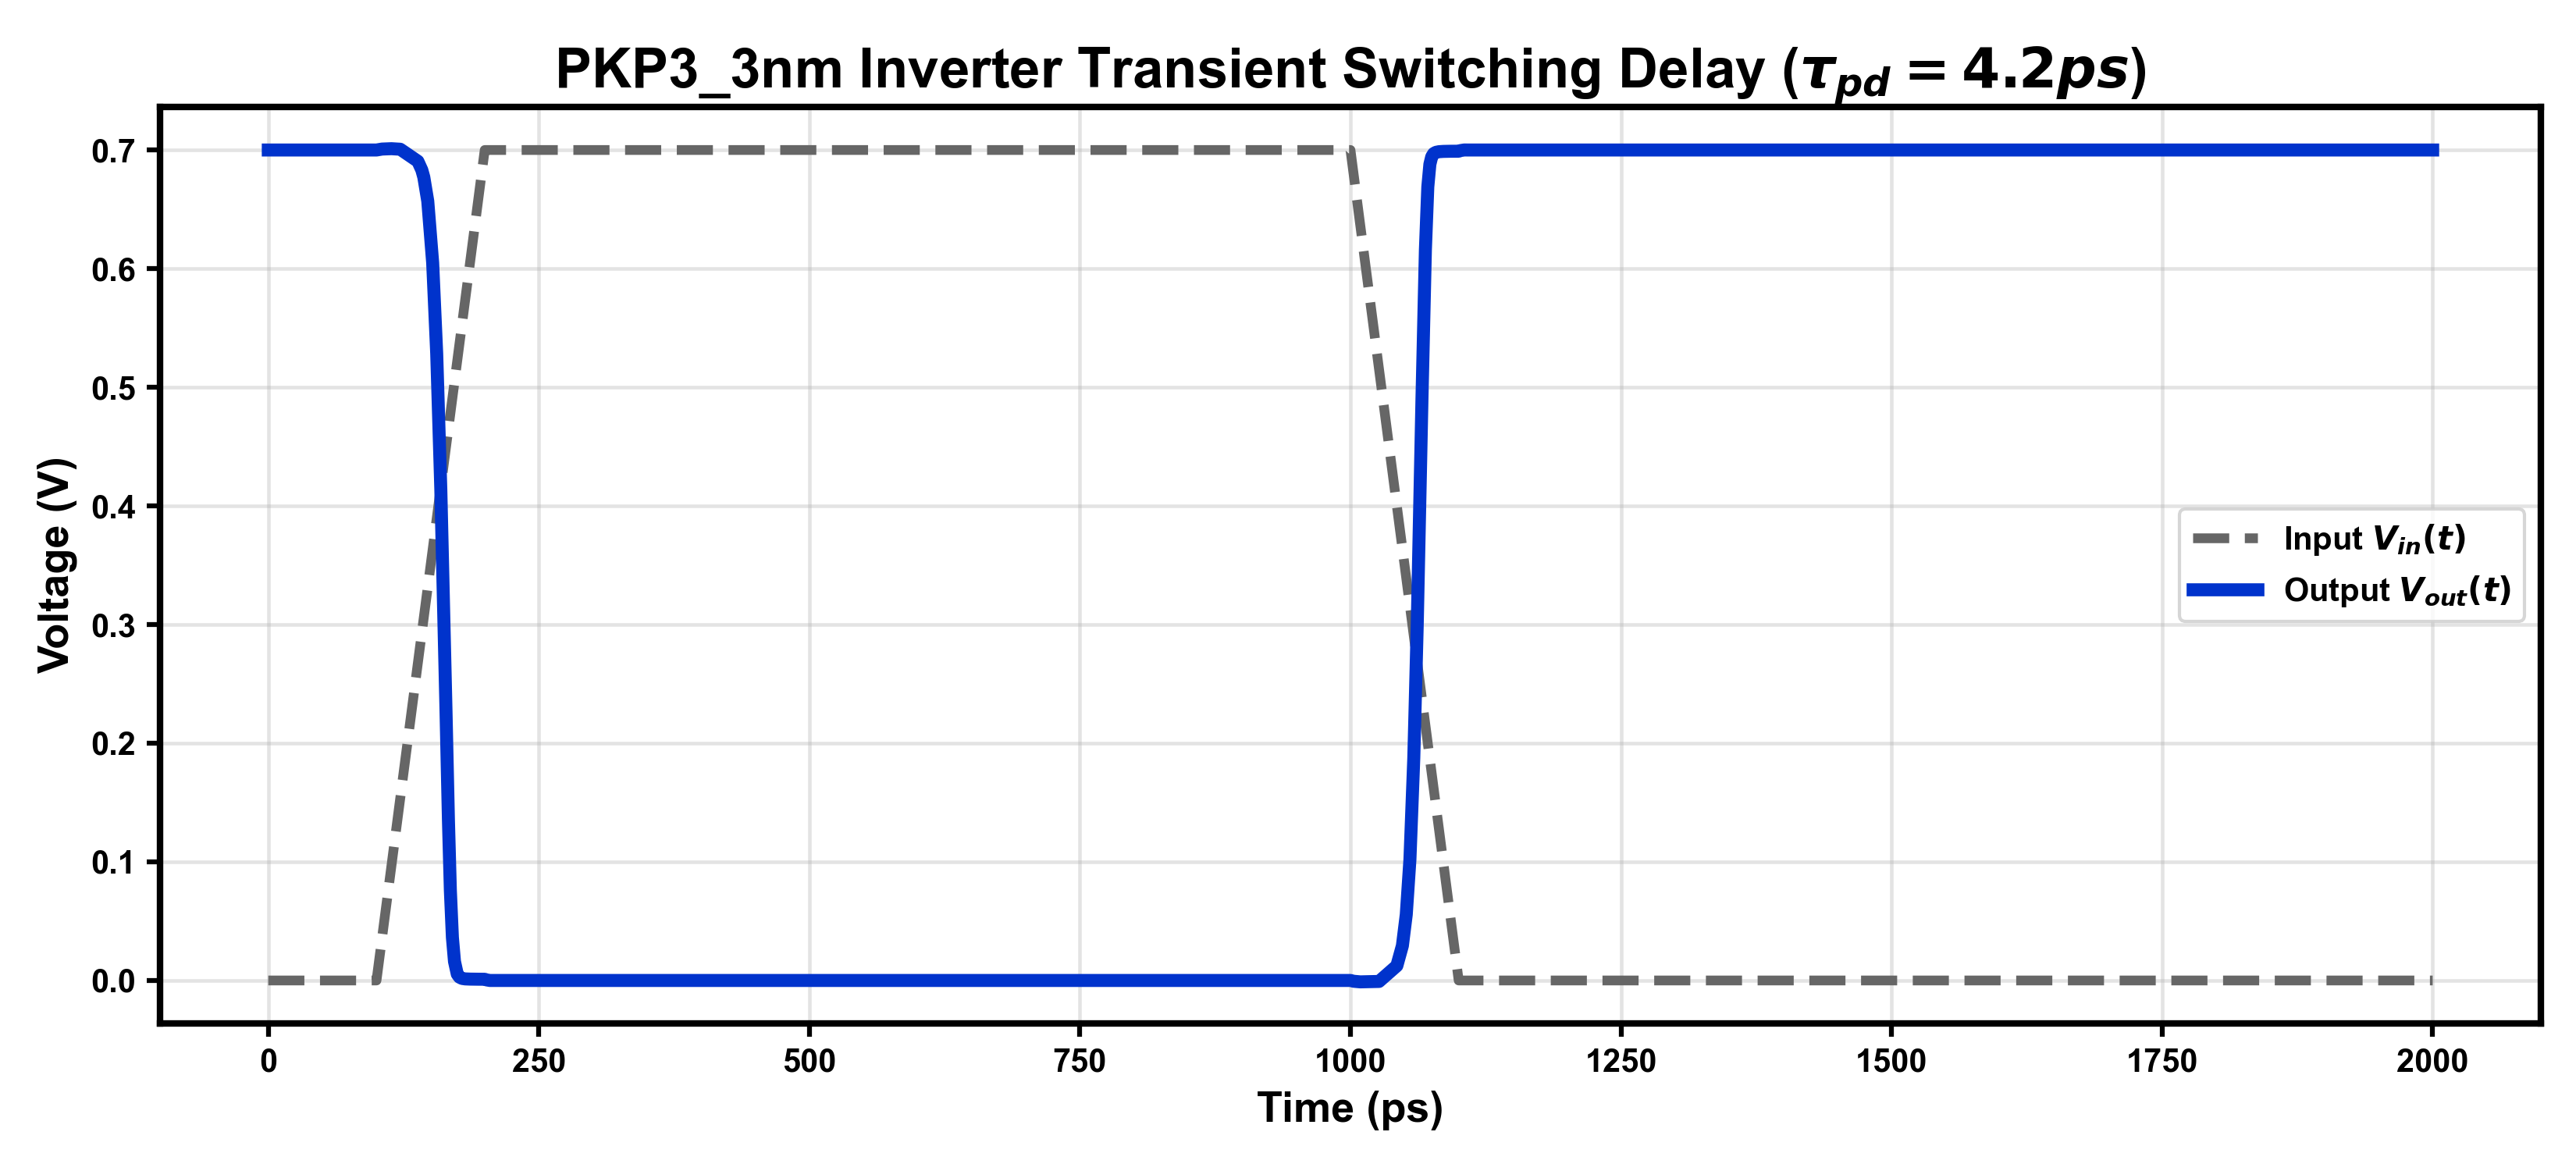 PKP3_3nm Inverter Transient Switching Delay (τpd = 4.2ps)
Voltage (V)
0.7
0.6
0.5
0.4
0.3
0.2
0.1
0.0
Input Vin(t)
Output Vout(t)
0 250 500 750 1000 1250 1500 1750 2000
Time (ps)